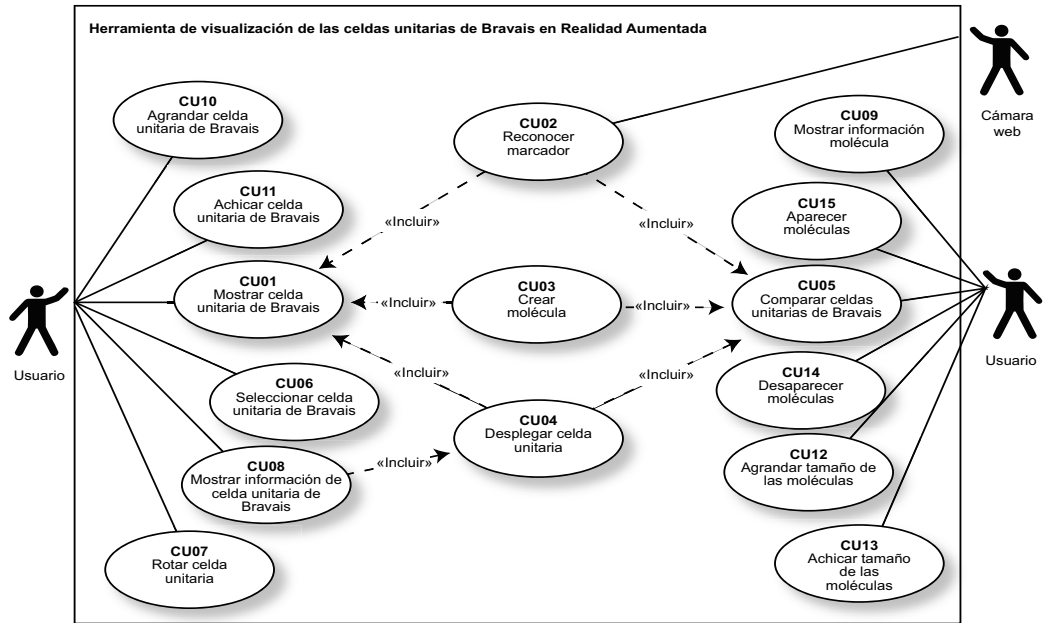 Herramienta de visualización de las celdas unitarias de Bravais en Realidad Aumentada
CU10
Agrandar celda
unitaria de Bravais
CU02
Reconocer
marcador
CU09
Mostrar información
molécula
Cámara
web
CU11
Achicar celda
unitaria de Bravais
CU15
Aparecer
moléculas
«Incluir»
«Incluir»
CU01
Mostrar celda
unitaria de Bravais
«Incluir»
CU03
Crear
molécula
«Incluir»
CU05
Comparar celdas
unitarias de Bravais
Usuario
Usuario
«Incluir»
«Incluir»
CU06
Seleccionar celda
unitaria de Bravais
CU14
Desaparecer
moléculas
CU04
Desplegar celda
unitaria
CU08
Mostrar información de
celda unitaria de
Bravais
«Incluir»
CU12
Agrandar tamaño de
las moléculas
CU07
Rotar celda
unitaria
CU13
Achicar tamaño
de las
moléculas